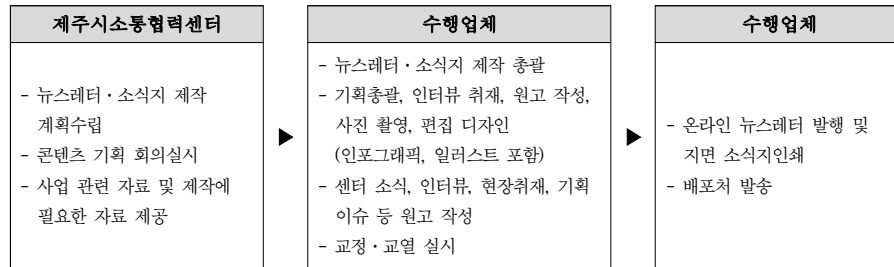 제주시소통협력센터
- 뉴스레터・소식지 제작
계획수립
- 콘텐츠 기획 회의실시
- 사업 관련 자료 및 제작에
필요한 자료 제공
▶
수행업체
- 뉴스레터・소식지 제작 총괄
- 기획총괄, 인터뷰 취재, 원고 작성,
사진 촬영, 편집 디자인
(인포그래픽, 일러스트 포함)
- 센터 소식, 인터뷰, 현장취재, 기획
이슈 등 원고 작성
- 교정・교열 실시
▶
수행업체
- 온라인 뉴스레터 발행 및
지면 소식지인쇄
- 배포처 발송